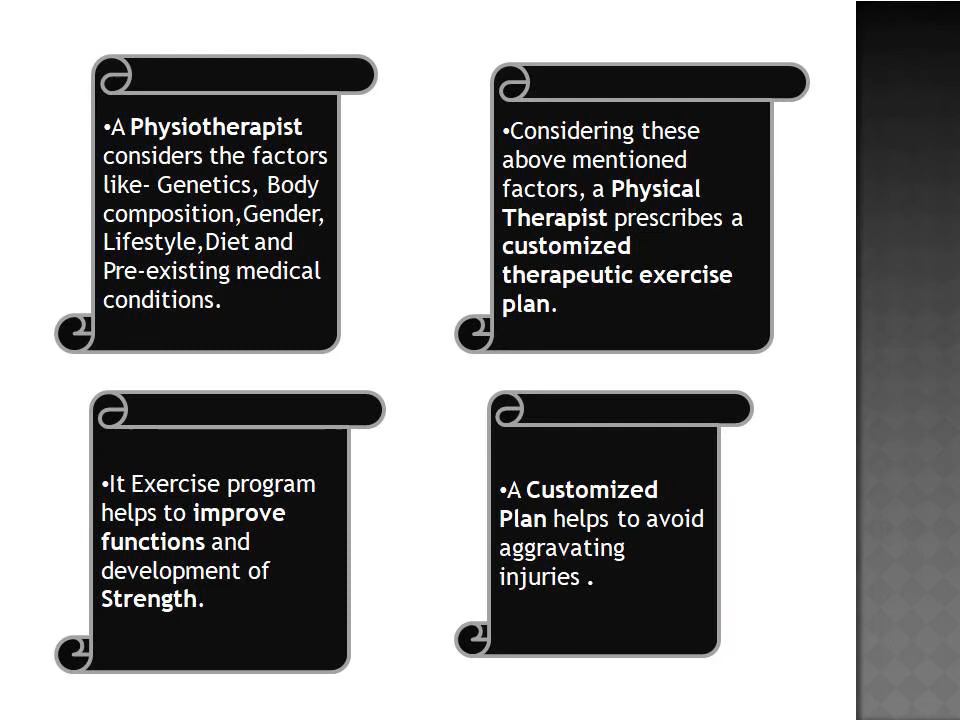 •A Physiotherapist
considers the factors
like- Genetics, Body
composition,Gender,
Lifestyle,Diet and
Pre-existing medical
conditions.
•Considering these
above mentioned
factors, a Physical
Therapist prescribes a
customized
therapeutic exercise
plan.
•It Exercise program
helps to improve
functions and
development of
Strength.
•A Customized
Plan helps to avoid
aggravating
injuries .